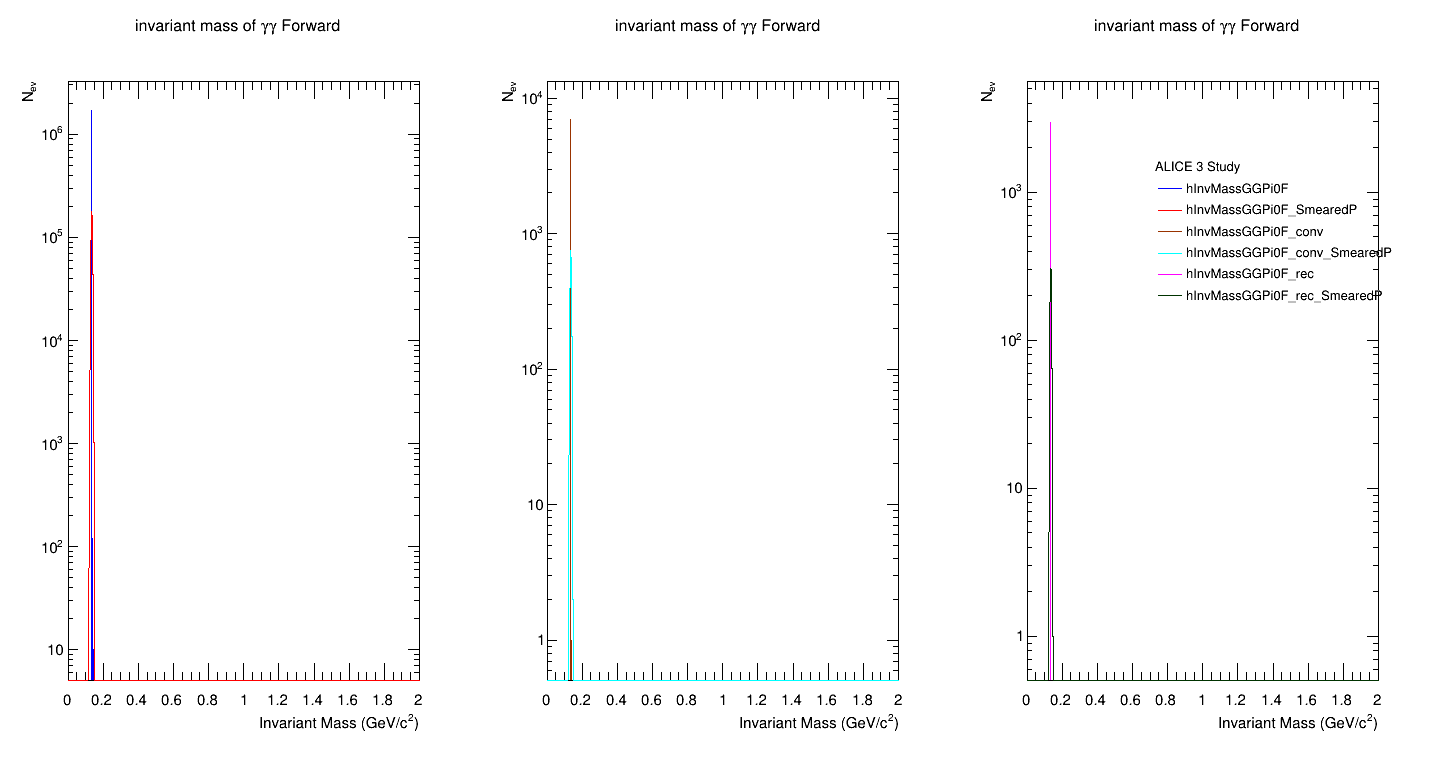 invariant mass of γγ Forward
N_ev
10^6
10^5
10^4
10^3
10^2
10
0 0.2 0.4 0.6 0.8 1 1.2 1.4 1.6 1.8 2
Invariant Mass (GeV/c^2)
invariant mass of γγ Forward
N_ev
10^4
10^3
10^2
10
1
0 0.2 0.4 0.6 0.8 1 1.2 1.4 1.6 1.8 2
Invariant Mass (GeV/c^2)
invariant mass of γγ Forward
N_ev
10^3
10^2
10
1
ALICE 3 Study
hInvMassGGPi0F
hInvMassGGPi0F_SmearedP
hInvMassGGPi0F_conv
hInvMassGGPi0F_conv_SmearedP
hInvMassGGPi0F_rec
hInvMassGGPi0F_rec_SmearedP
0 0.2 0.4 0.6 0.8 1 1.2 1.4 1.6 1.8 2
Invariant Mass (GeV/c^2)